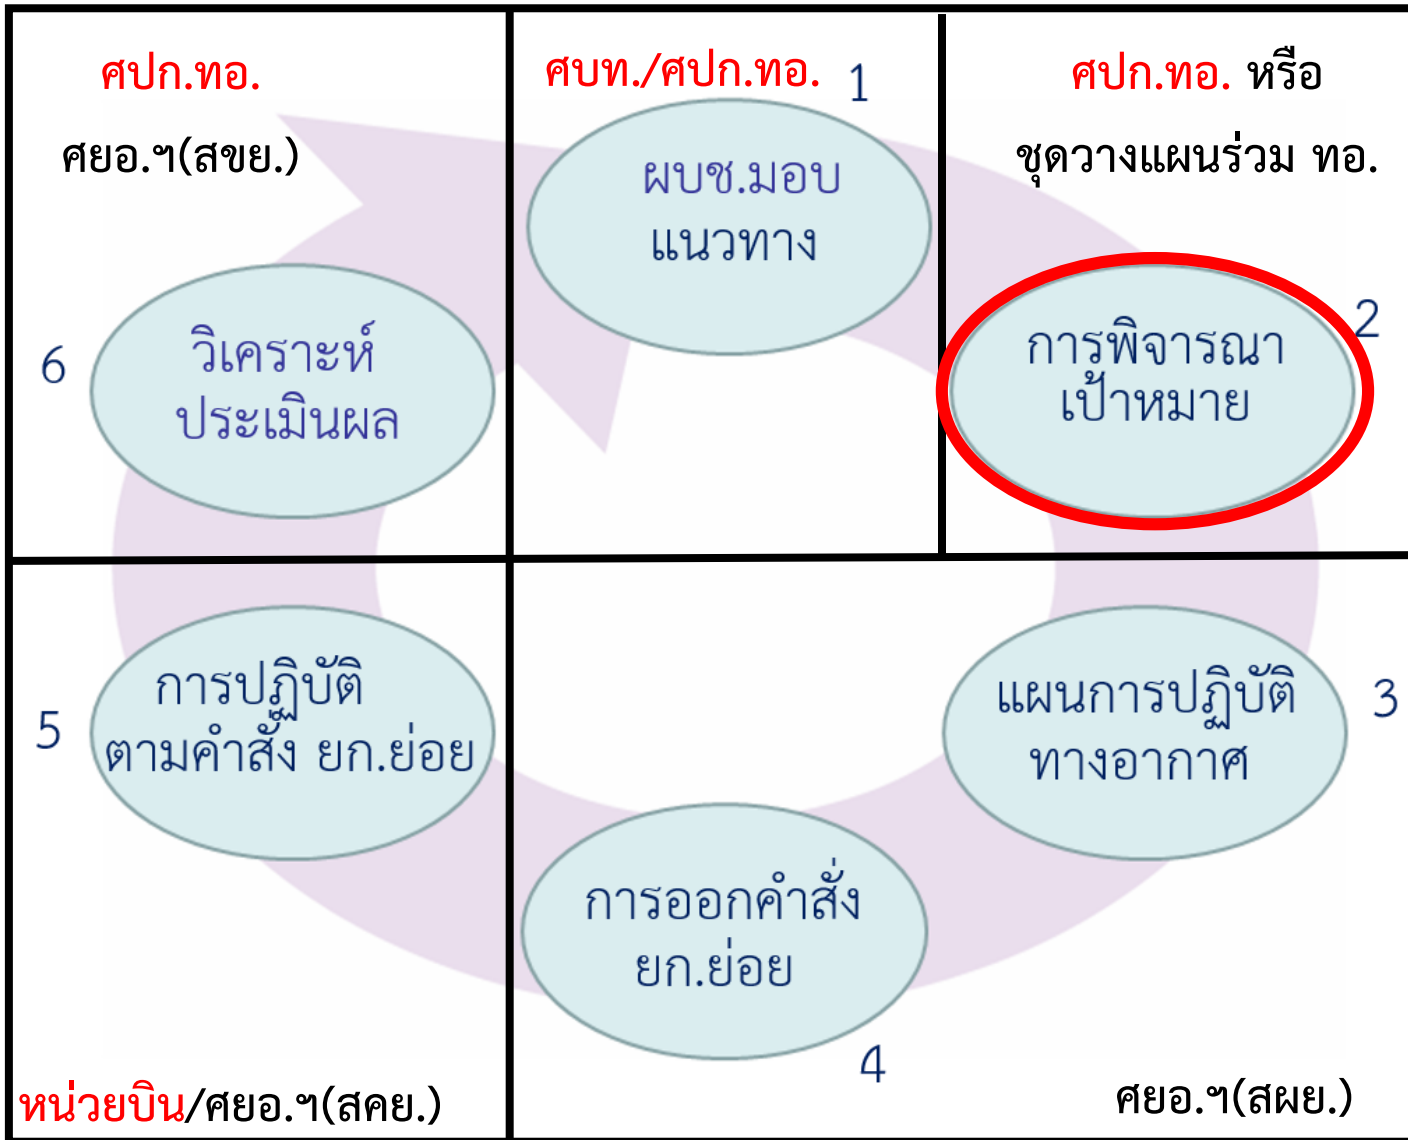 ศปก.ทอ.
ศยอ.ฯ(สขย.)
ศบท./ศปก.ทอ.
1
ผบช.มอบ
แนวทาง
ศปก.ทอ. หรือ
ชุดวางแผนร่วม ทอ.
2
การพิจารณา
เป้าหมาย
6
วิเคราะห์
ประเมินผล
5
การปฏิบัติ
ตามคำสั่ง ยก.ย่อย
แผนการปฏิบัติ
ทางอากาศ
3
การออกคำสั่ง
ยก.ย่อย
4
หน่วยบิน/ศยอ.ฯ(สคย.)
ศยอ.ฯ(สผย.)